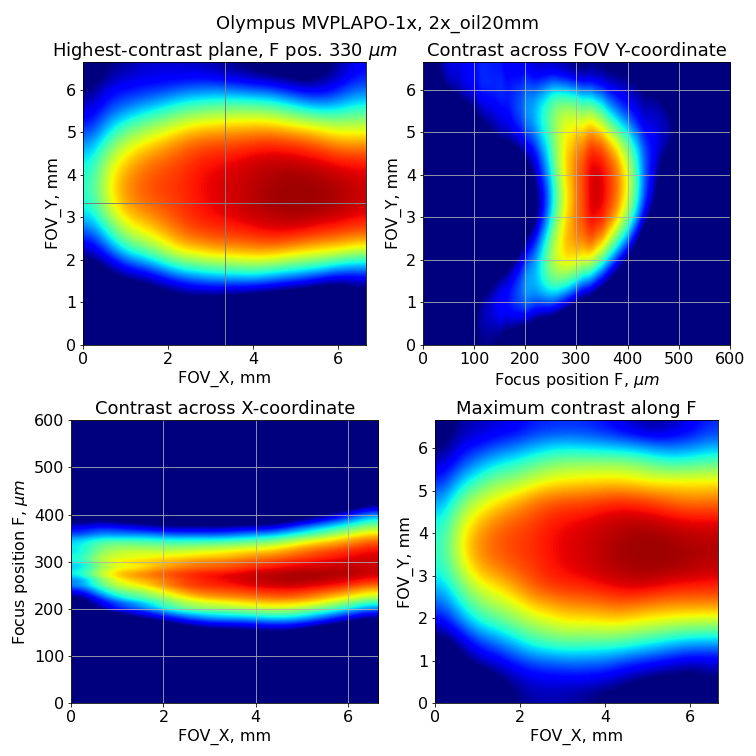 Olympus MVPLAPO-1x, 2x_oil20mm
Highest-contrast plane, F pos. 330 μm
Contrast across FOV Y-coordinate
FOV_Y, mm
6
5
4
3
2
1
0
0 2 4 6
FOV_X, mm
FOV_Y, mm
6
5
4
3
2
1
0
0 100 200 300 400 500 600
Focus position F, μm
Contrast across X-coordinate
Maximum contrast along F
Focus position F, μm
600
500
400
300
200
100
0
0 2 4 6
FOV_X, mm
FOV_Y, mm
6
5
4
3
2
1
0
0 2 4 6
FOV_X, mm